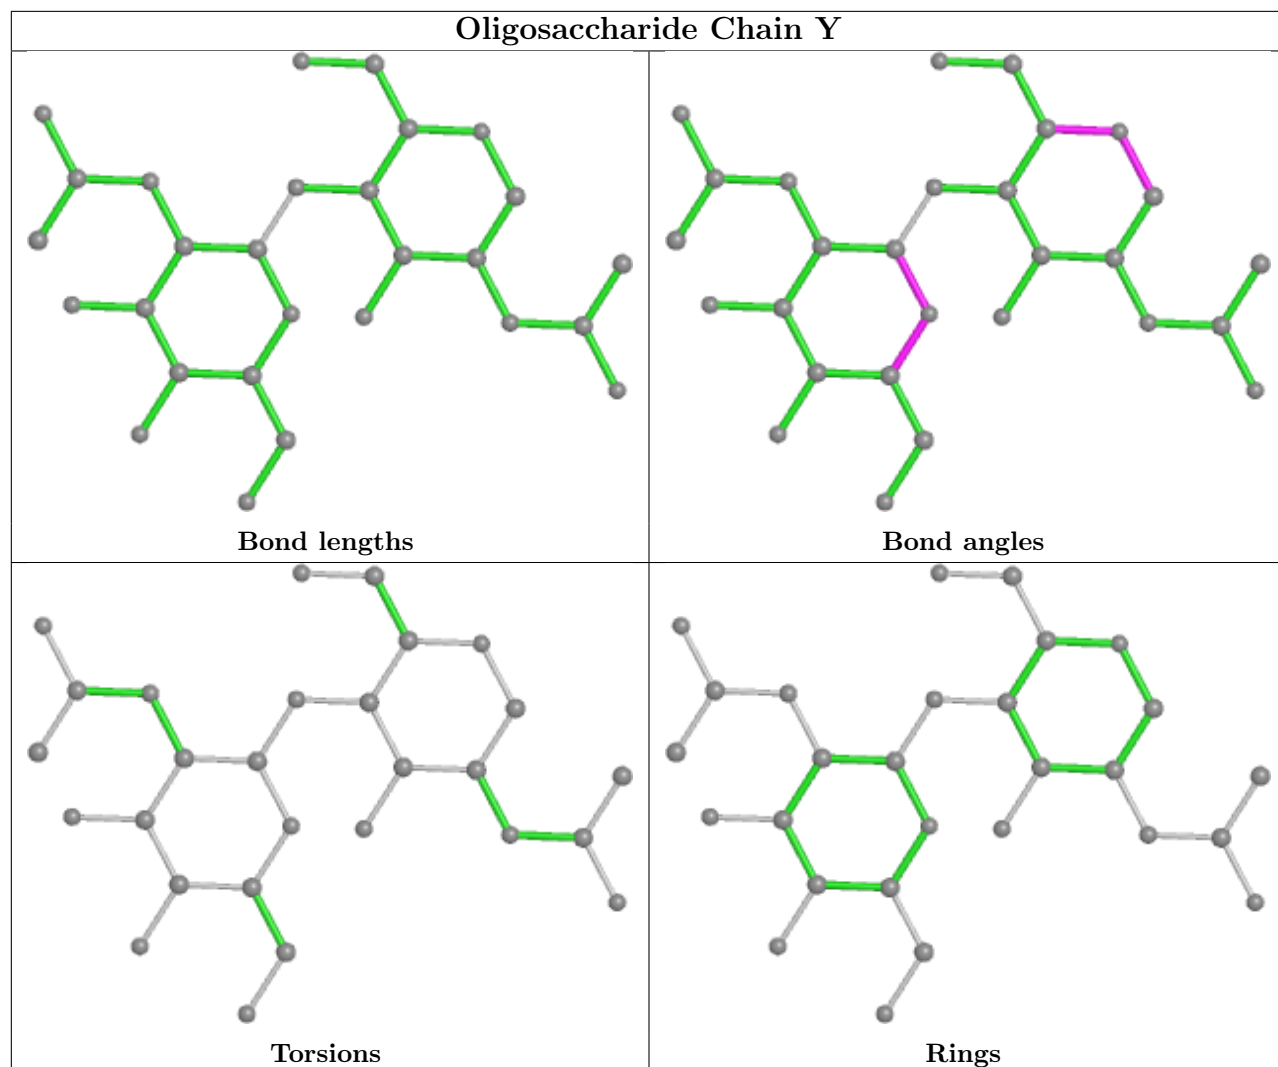 Oligosaccharide Chain Y
Bond lengths
Bond angles
Torsions
Rings